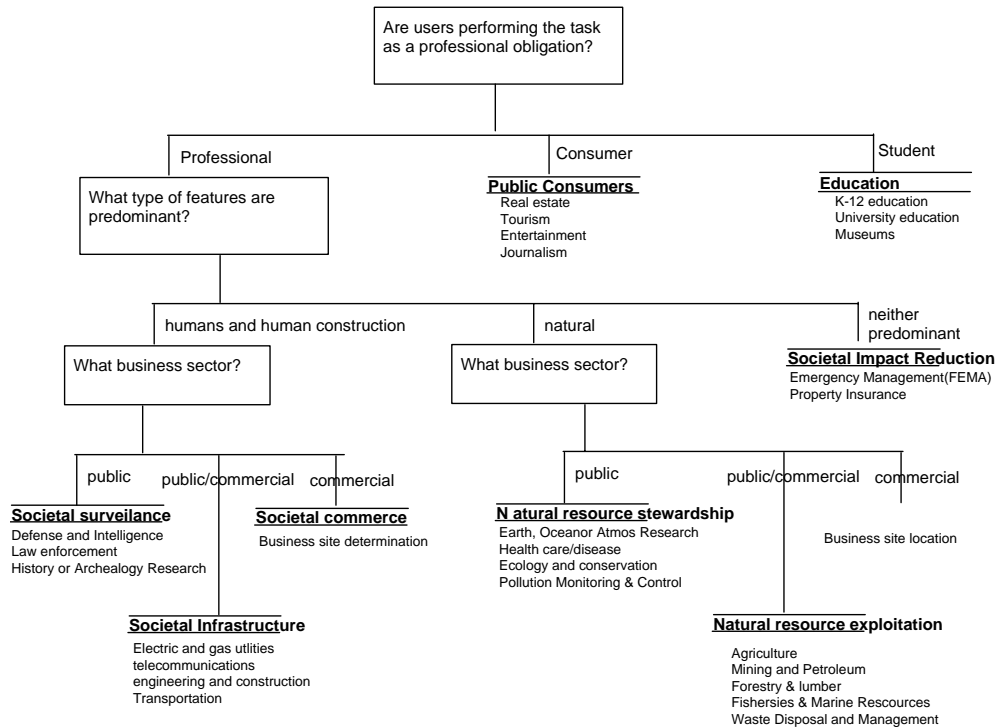 Are users performing the task
as a professional obligation?
Professional
Consumer
Student
What type of features are
predominant?
Public Consumers
Real estate
Tourism
Entertainment
Journalism
Education
K-12 education
University education
Museums
humans and human construction
natural
neither
predominant
What business sector?
What business sector?
Societal Impact Reduction
Emergency Management(FEMA)
Property Insurance
public
public/commercial
commercial
public
public/commercial
commercial
Societal surveilance
Defense and Intelligence
Law enforcement
History or Archealogy Research
Societal commerce
Business site determination
N atural resource stewardship
Earth, Oceanor Atmos Research
Health care/disease
Ecology and conservation
Pollution Monitoring & Control
Business site location
Societal Infrastructure
Electric and gas utlities
telecommunications
engineering and construction
Transportation
Natural resource exploitation
Agriculture
Mining and Petroleum
Forestry & lumber
Fishersies & Marine Rescources
Waste Disposal and Management